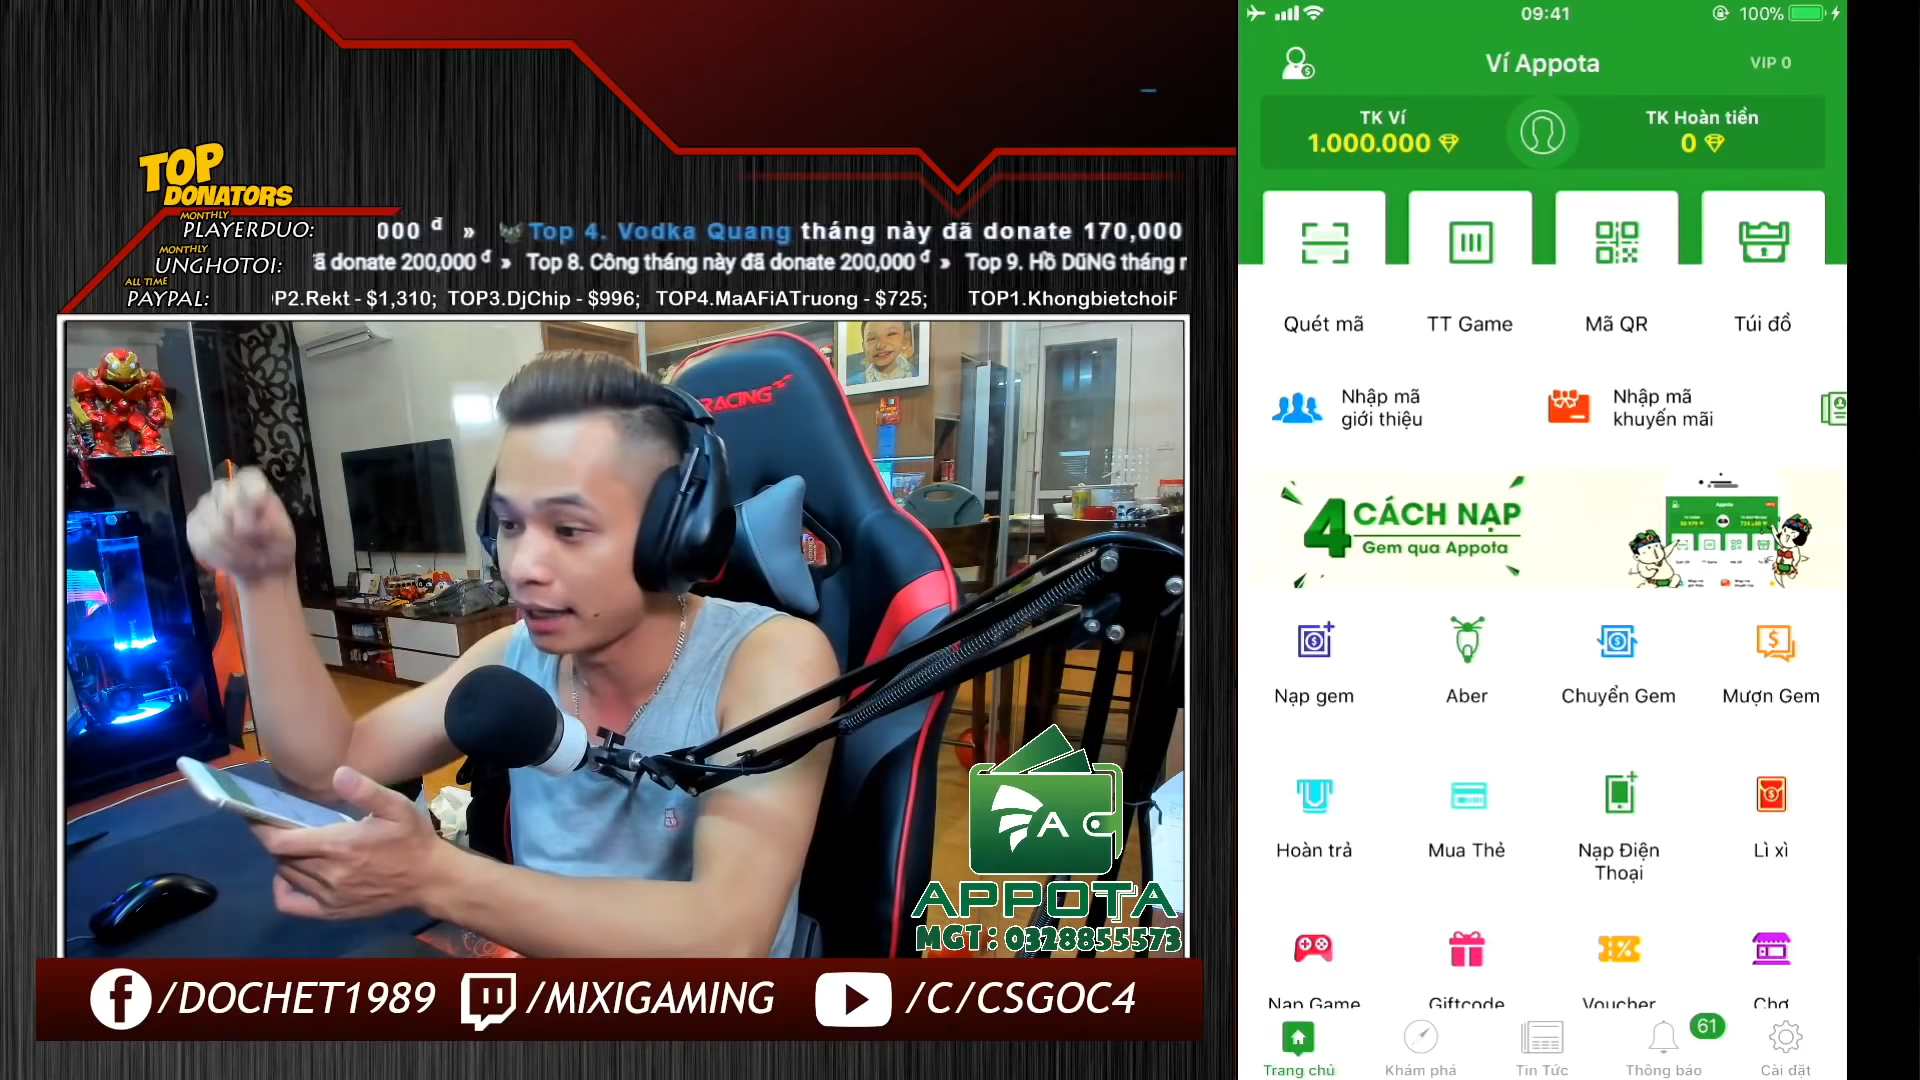 TOP
DONATORS
MONTHLY
PLAYERDUO:
000 đ » Top 4. Vodka Quang tháng này đã donate 170,000
MONTHLY
UNGHOTOI:
ã donate 200,000 đ » Top 8. Công tháng này đã donate 200,000 đ » Top 9. Hồ DũNG tháng
ALL TIME
PAYPAL:
P2.Rekt - $1,310; TOP3.DjChip - $996; TOP4.MaAFiATruong - $725; TOP1.Khongbietchoi
RACING
A
APPOTA
MGT : 0328855573
/DOCHET1989
/MIXIGAMING
/C/CSGOC4
09:41
100%
Ví Appota
VIP 0
TK Ví
1.000.000
TK Hoàn tiền
0
Quét mã
TT Game
Mã QR
Túi đồ
Nhập mã
giới thiệu
Nhập mã
khuyến mãi
4 CÁCH NẠP
Gem qua Appota
Nạp gem
Aber
Chuyển Gem
Mượn Gem
Hoàn trả
Mua Thẻ
Nạp Điện
Thoại
Lì xì
Nạp Game
Giftcode
Voucher
Chợ
61
Trang chủ
Khám phá
Tin Tức
Thông báo
Cài đặt